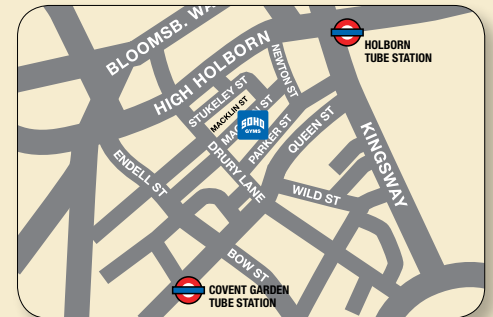 BLOOMSB. WA
HIGH HOLBORN
HOLBORN
TUBE STATION
NEWTON ST
STUKELEY ST
MACKLIN ST
SOHO
GYMS
PARKER ST
QUEEN ST
KINGSWAY
DRURY LANE
ENDELL ST
WILD ST
BOW ST
COVENT GARDEN
TUBE STATION